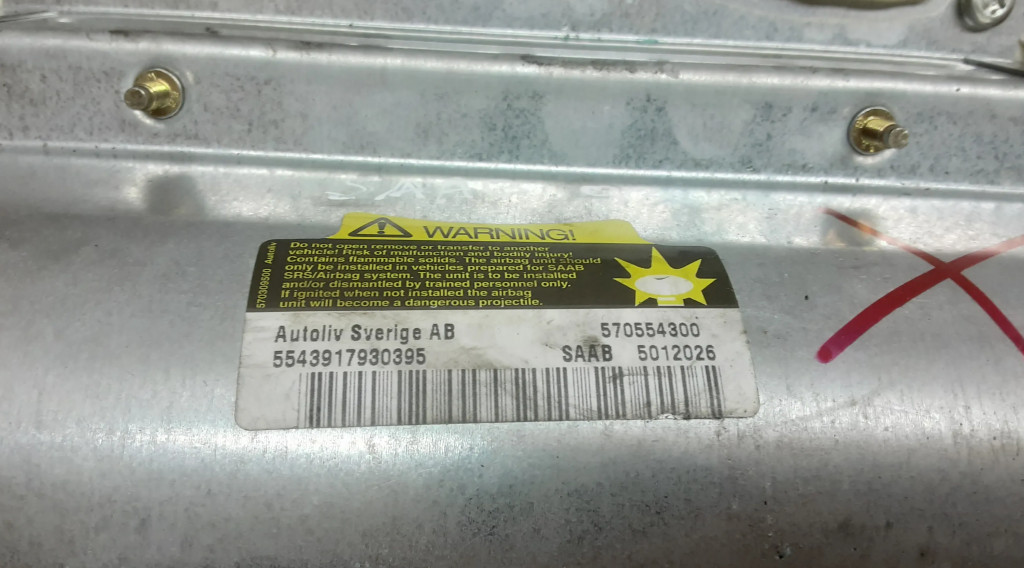 SAAB
WARNING!
Do not open remove or transfer to another
vehicle! Risk of malfunction and bodily injury!
Contains flammable solids. The airbag unit should
only be installed in vehicles prepared for SAAB
SRS/Airbag system. The unit is to be installed
and/or dismantled by trained personnel only.
If ignited when not installed the airbag
unit will become a dangerous projectile.
570309500 Autoliv
Autoliv Sverige AB 570554300
5543917930395 SAAB 5012026